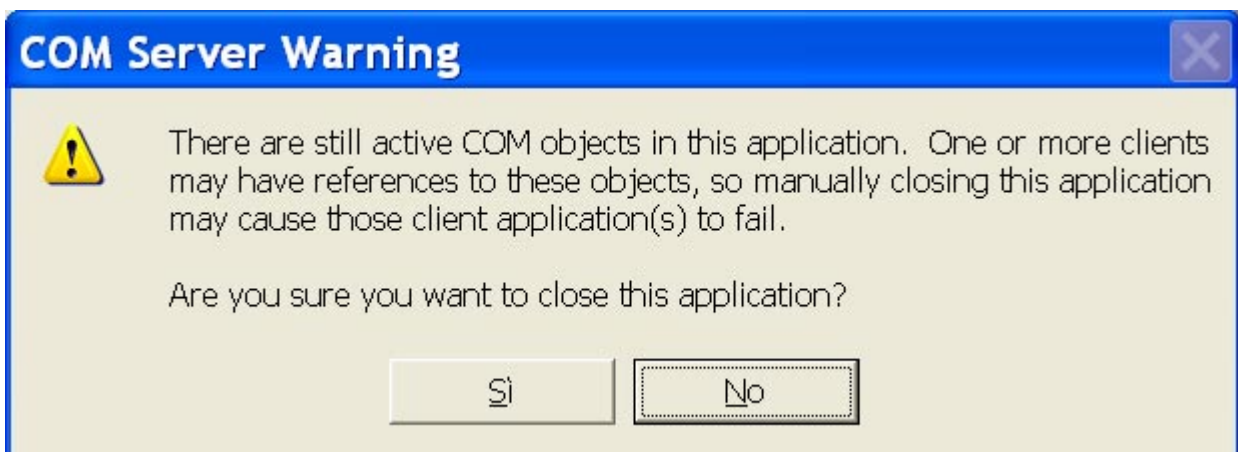 COM Server Warning
There are still active COM objects in this application.  One or more clients
may have references to these objects, so manually closing this application
may cause those client application(s) to fail.
Are you sure you want to close this application?
Sì
No